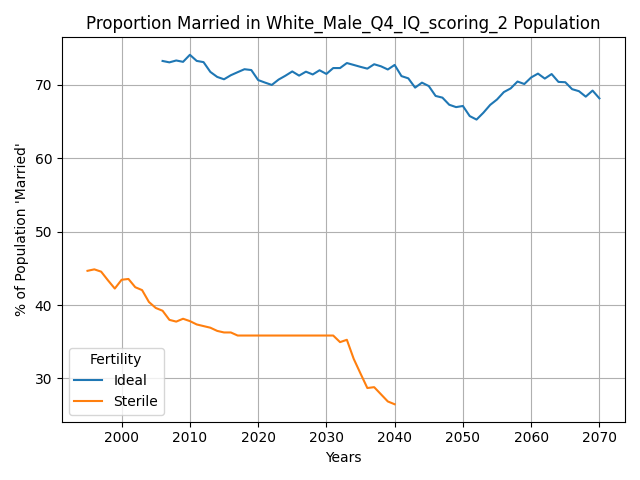 Proportion Married in White_Male_Q4_IQ_scoring_2 Population
% of Population 'Married'
70
60
50
40
30
Fertility
Ideal
Sterile
2000 2010 2020 2030 2040 2050 2060 2070
Years